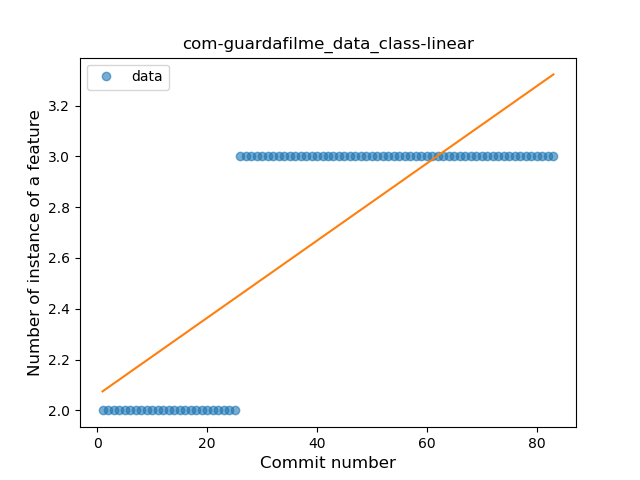 com-guardafilme_data_class-linear
data
Number of instance of a feature
3.2
3.0
2.8
2.6
2.4
2.2
2.0
0 20 40 60 80
Commit number